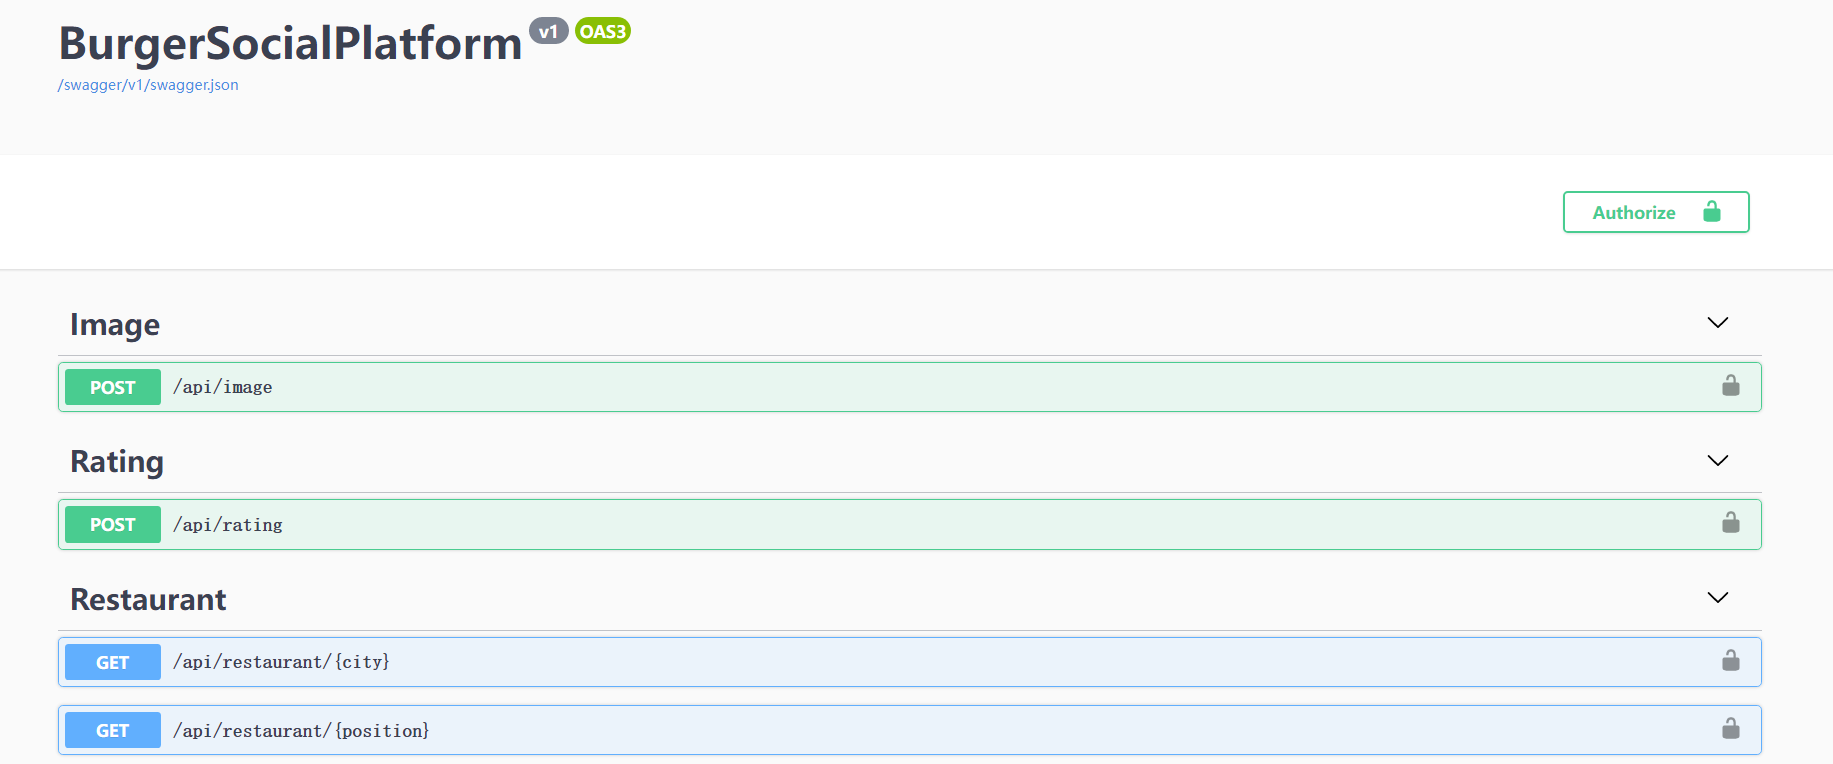 BurgerSocialPlatform v1 OAS3
/swagger/v1/swagger.json
Authorize
Image
POST /api/image
Rating
POST /api/rating
Restaurant
GET /api/restaurant/{city}
GET /api/restaurant/{position}